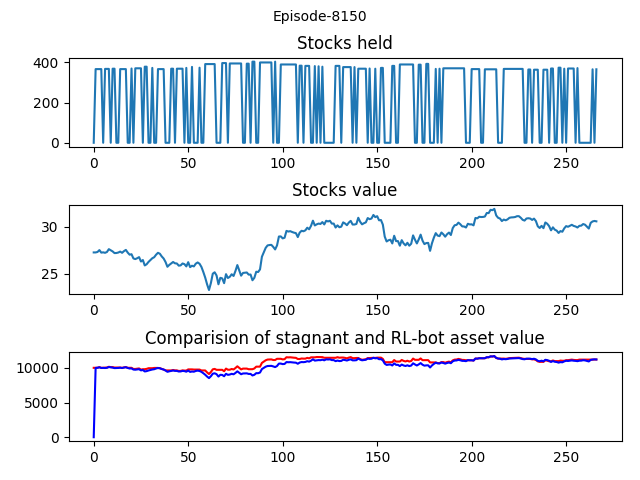 Episode-8150
Stocks held
400
200
0
0 50 100 150 200 250
Stocks value
30
25
0 50 100 150 200 250
Comparision of stagnant and RL-bot asset value
10000
5000
0
0 50 100 150 200 250